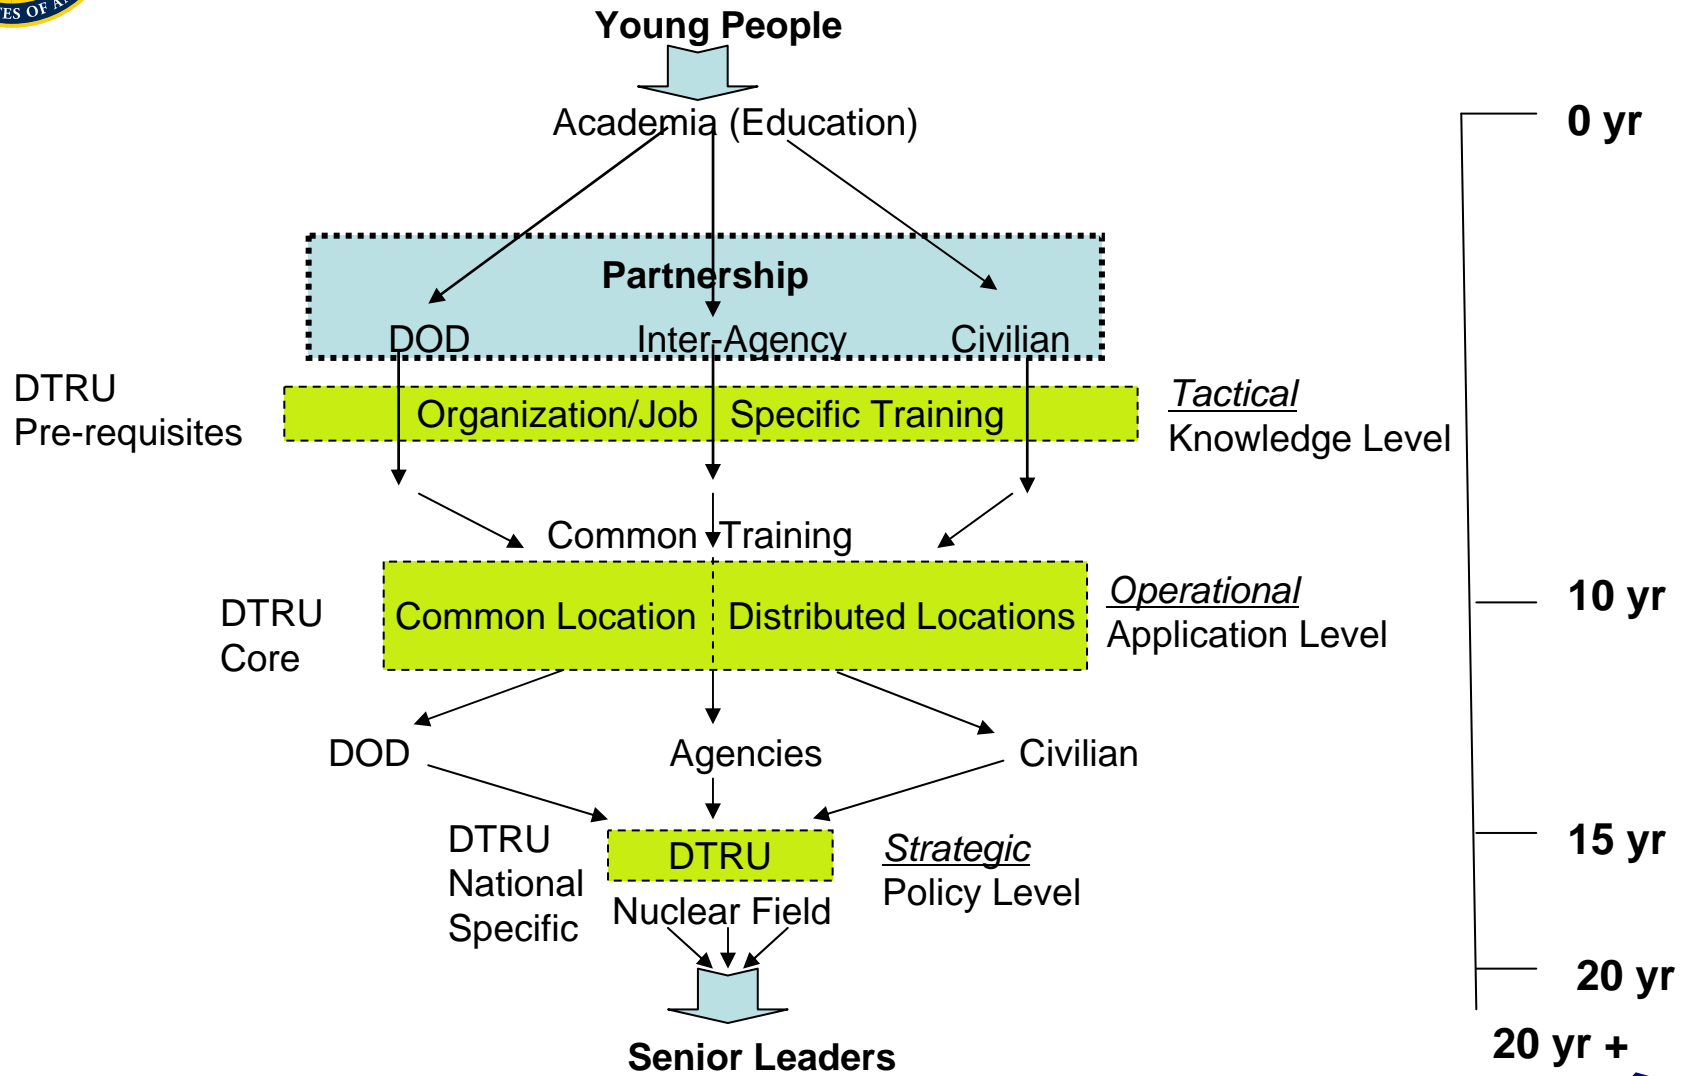 TES OF A
Young People
Academia (Education)
0 yr
Partnership
DOD Inter-Agency Civilian
DTRU
Pre-requisites
Organization/Job Specific Training
Tactical
Knowledge Level
Common Training
DTRU
Core
Common Location Distributed Locations
Operational
Application Level
10 yr
DOD Agencies Civilian
DTRU
National
Specific
DTRU
Nuclear Field
Strategic
Policy Level
15 yr
20 yr
20 yr +
Senior Leaders